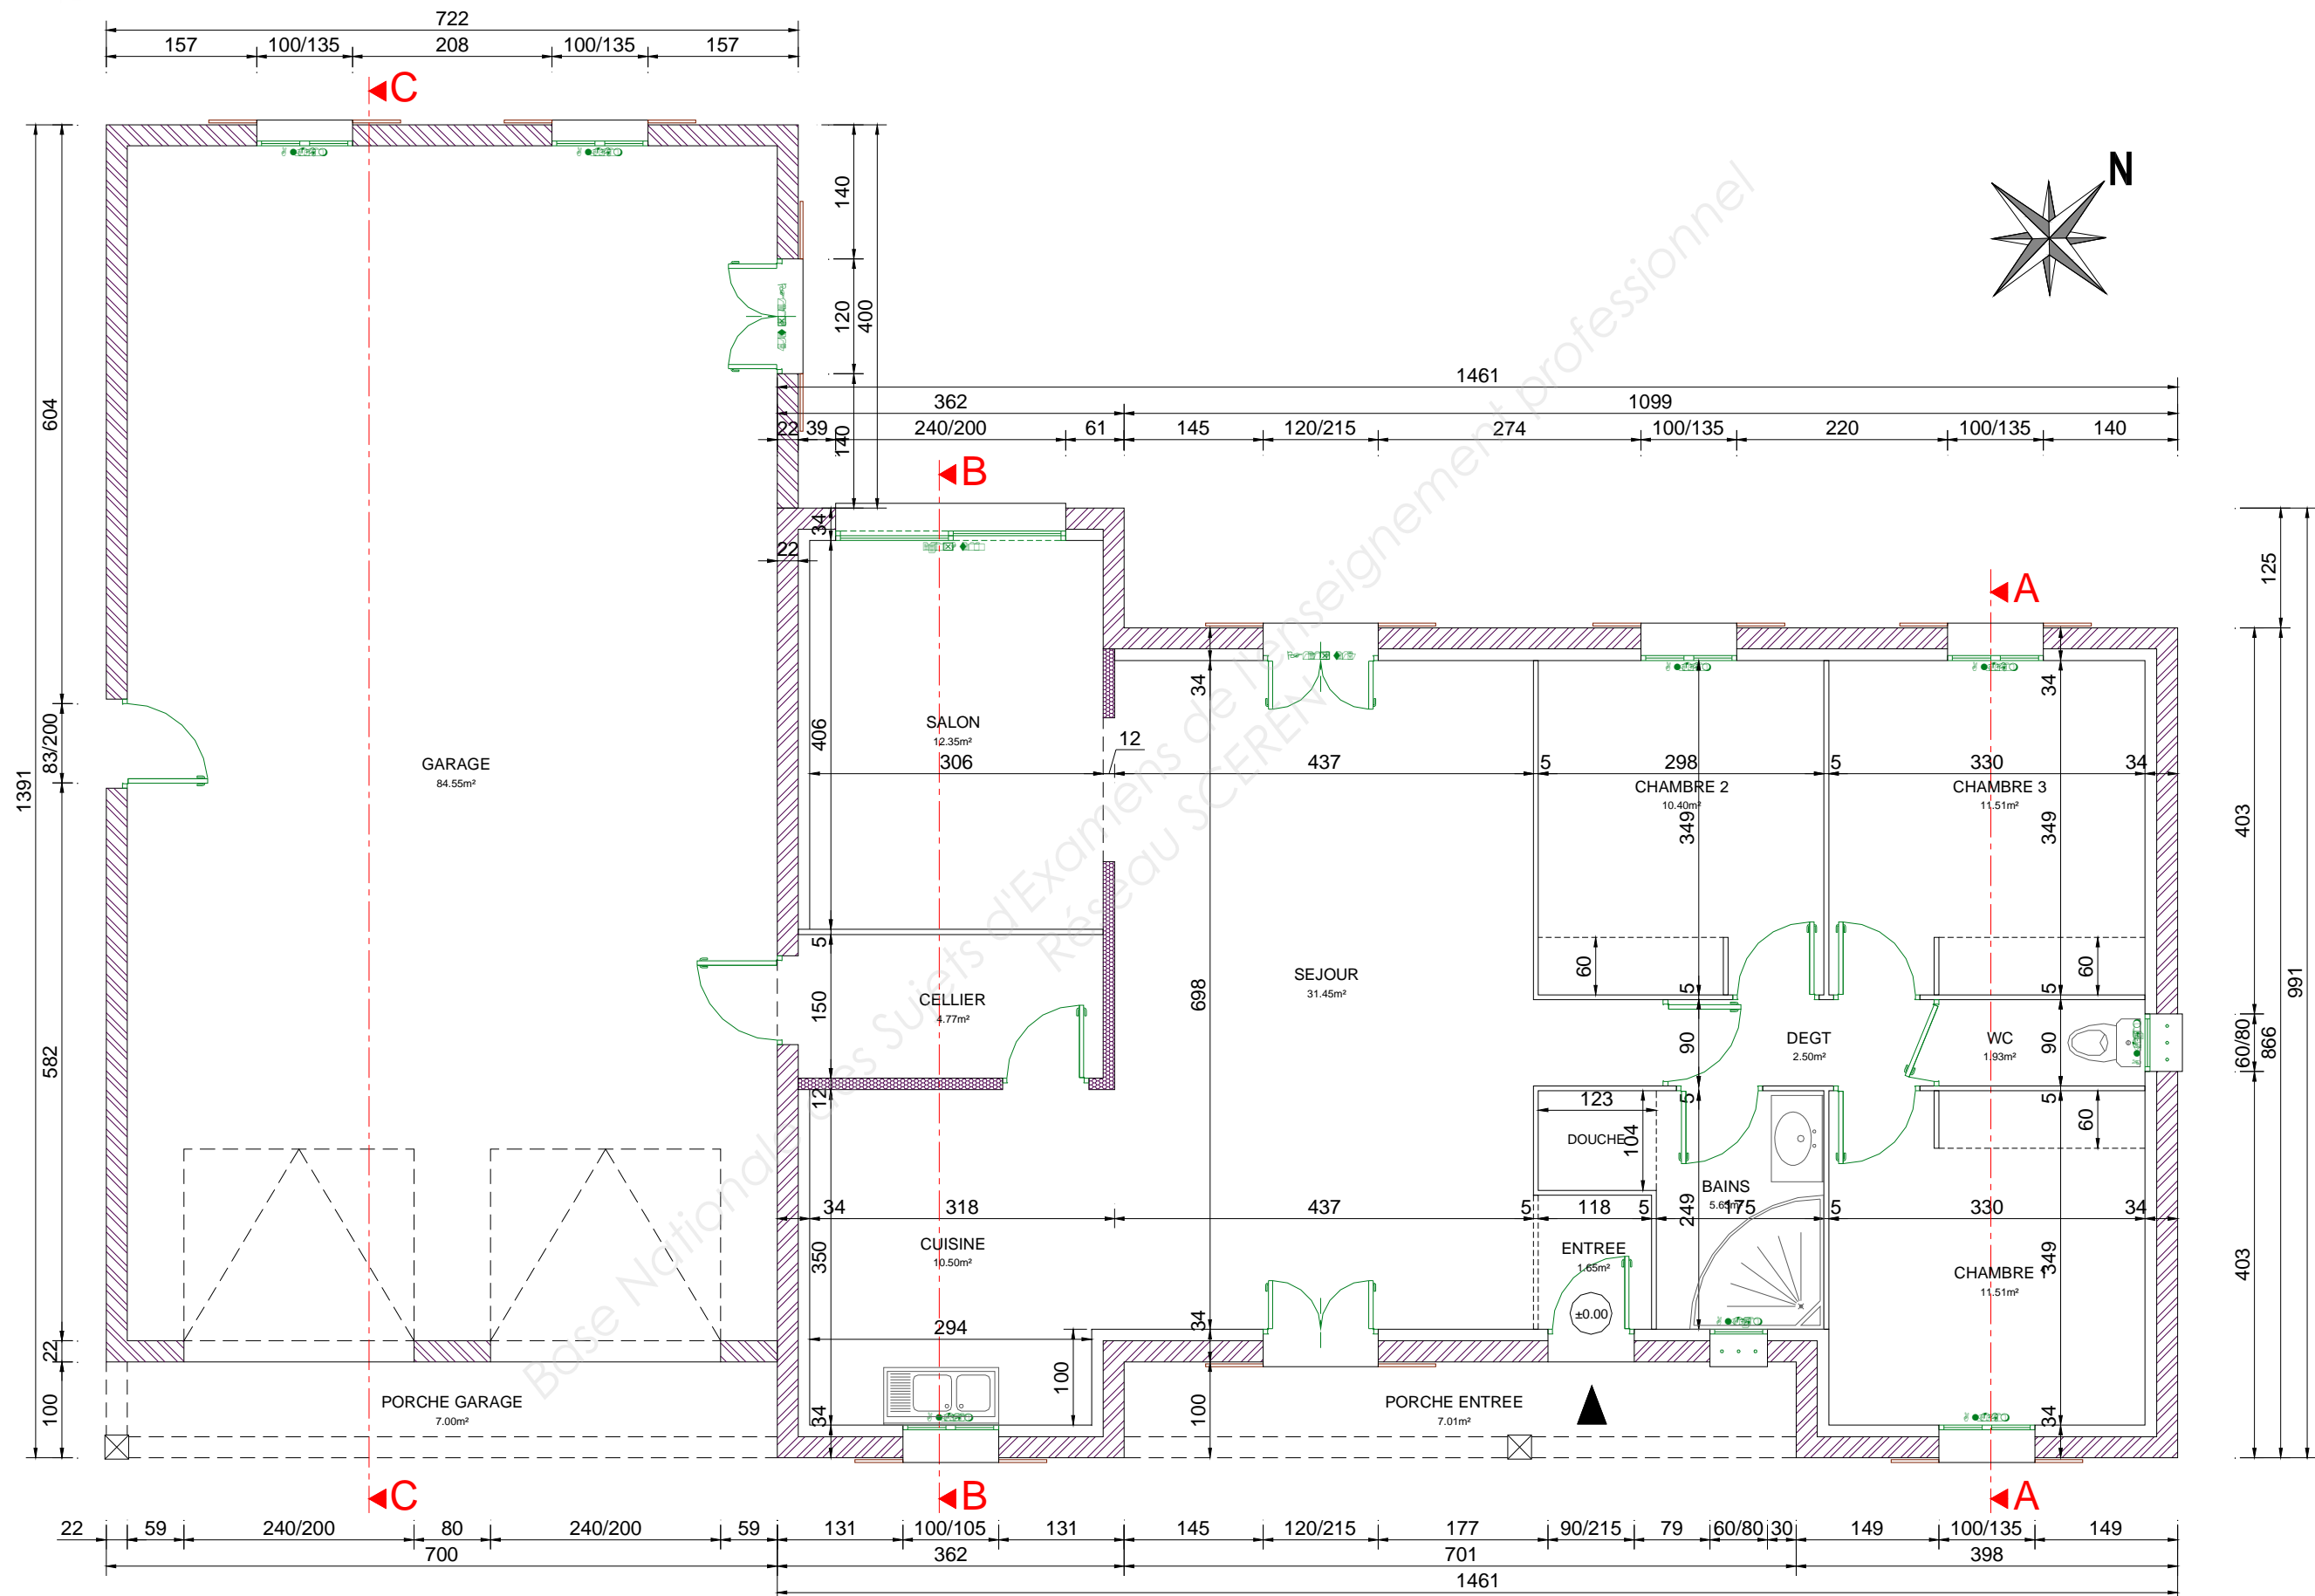 722
157 100/135 208 100/135 157
C
N
140
120
400
140
1461
362 1099
22 39 240/200 61 145 120/215 274 100/135 220 100/135 140
B
34
22
125
A
604
83/200
1391
582
22
100
GARAGE
84.55m²
SALON
12.35m²
406
306
12
34
437
5
298
5
330
34
CHAMBRE 2
10.40m²
349
CHAMBRE 3
11.51m²
34
349
403
991
866
60/80
403
60
5
60
5
5
150
CELLIER
4.77m²
12
698
SEJOUR
31.45m²
90
DEGT
2.50m²
WC
1.93m²
90
5
5
60
123
DOUCHE
104
BAINS
249
175
34 318 437 5 118 5 5 330 34
CUISINE
10.50m²
350
294
100
34
34
100
ENTREE
1.65m²
±0.00
CHAMBRE 1
11.51m²
349
34
PORCHE GARAGE
7.00m²
PORCHE ENTREE
7.01m²
Base Nationale des Sujets d'Examens de l'enseignement professionnel
Réseau SCEREN
C B A
22 59 240/200 80 240/200 59 131 100/105 131 145 120/215 177 90/215 79 60/80 30 149 100/135 149
700 362 701 398
1461